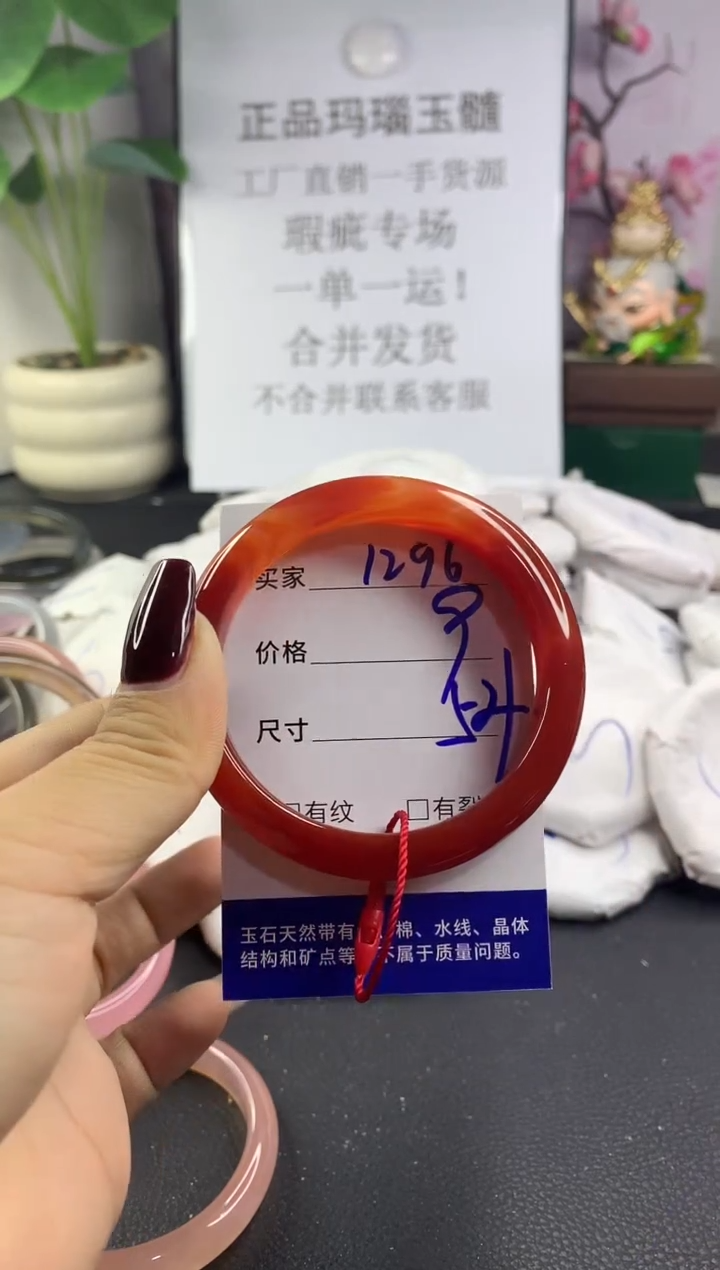 正品玛瑙玉髓
工厂直销一手货源
瑕疵专场
一单一运！
合并发货
不合并联系客服
买家 1296
价格
尺寸 54
有纹 □有裂
玉石天然带有 棉、水线、晶体
结构和矿点等 不属于质量问题。